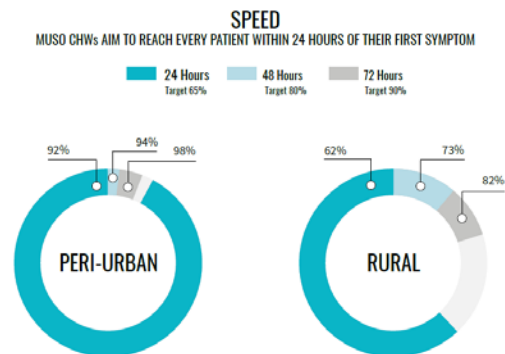 SPEED
MUSO CHWs AIM TO REACH EVERY PATIENT WITHIN 24 HOURS OF THEIR FIRST SYMPTOM
24 Hours
Target 65%
48 Hours
Target 80%
72 Hours
Target 90%
92%
94%
98%
PERI-URBAN
62%
73%
82%
RURAL